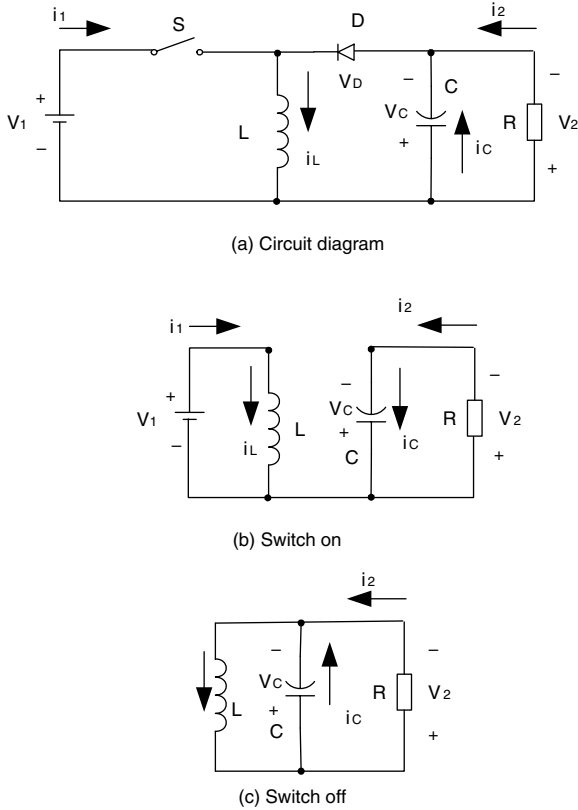 i1 S D i2
+ V1 –
L iL
VD
– VC + C iC
R – V2 +
(a) Circuit diagram
i1 i2
+ V1 –
iL L
– VC + C iC
R – V2 +
(b) Switch on
i2
L
– VC + C iC
R – V2 +
(c) Switch off